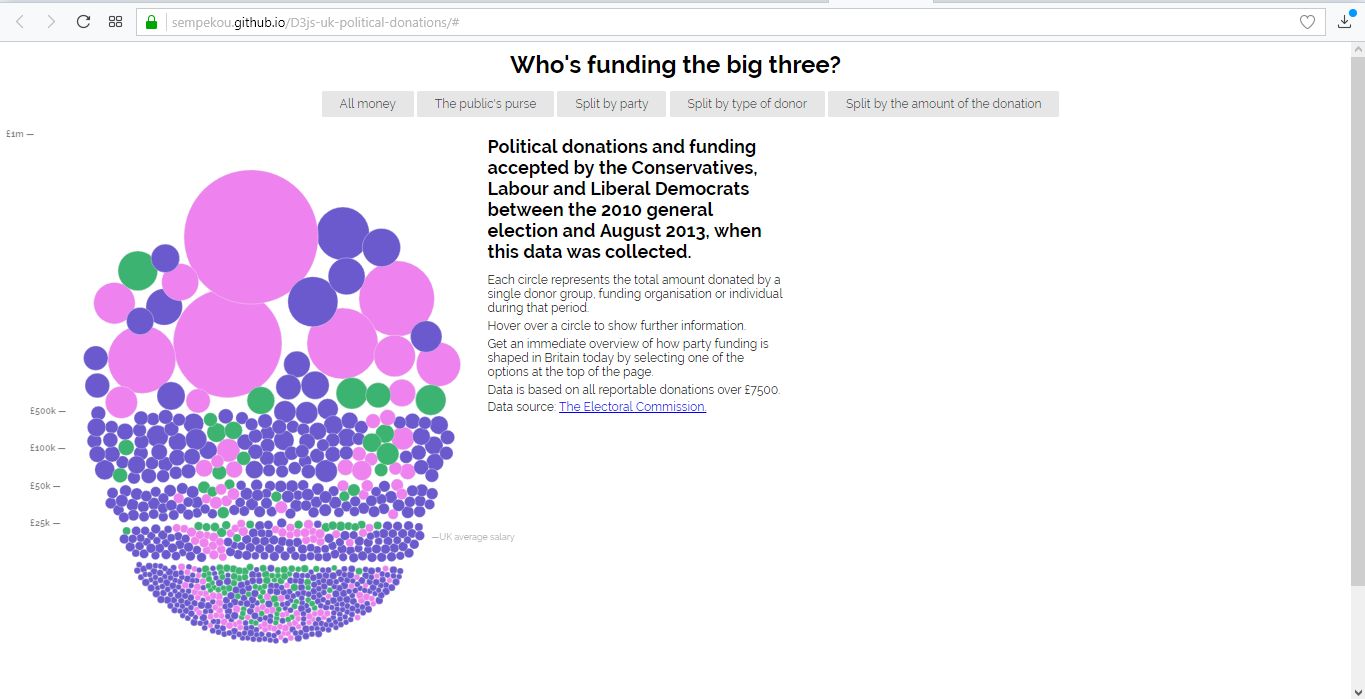 sempekou.github.io/D3js-uk-political-donations/#
Who's funding the big three?
All money
The public's purse
Split by party
Split by type of donor
Split by the amount of the donation
£1m —
Political donations and funding
accepted by the Conservatives,
Labour and Liberal Democrats
between the 2010 general
election and August 2013, when
this data was collected.
Each circle represents the total amount donated by a
single donor group, funding organisation or individual
during that period.
Hover over a circle to show further information.
Get an immediate overview of how party funding is
shaped in Britain today by selecting one of the
options at the top of the page.
Data is based on all reportable donations over £7500.
Data source: The Electoral Commission.
£500k —
£100k —
£50k —
£25k —
—UK average salary